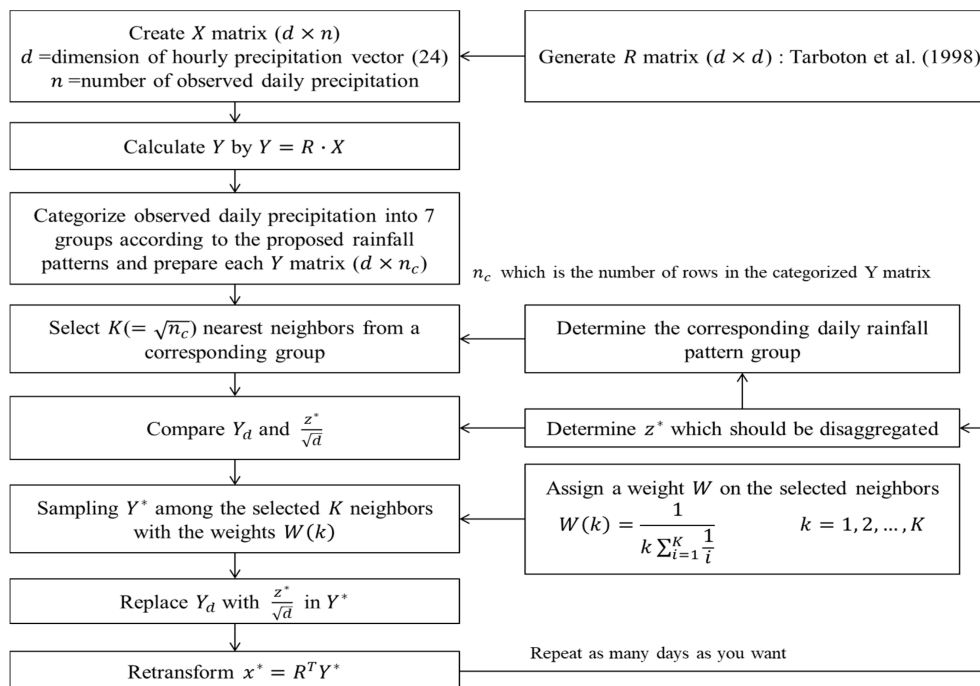 Create X matrix (d × n)
d =dimension of hourly precipitation vector (24)
n =number of observed daily precipitation
Generate R matrix (d × d) : Tarboton et al. (1998)
Calculate Y by Y = R · X
Categorize observed daily precipitation into 7
groups according to the proposed rainfall
patterns and prepare each Y matrix (d × n_c)
n_c which is the number of rows in the categorized Y matrix
Select K(= √n_c) nearest neighbors from a
corresponding group
Determine the corresponding daily rainfall
pattern group
Compare Y_d and z*/√d
Determine z* which should be disaggregated
Sampling Y* among the selected K neighbors
with the weights W(k)
Assign a weight W on the selected neighbors
W(k) = 1/(k ∑_{i=1}^{K} 1/i) k = 1, 2, ..., K
Replace Y_d with z*/√d in Y*
Retransform x* = R^T Y*
Repeat as many days as you want